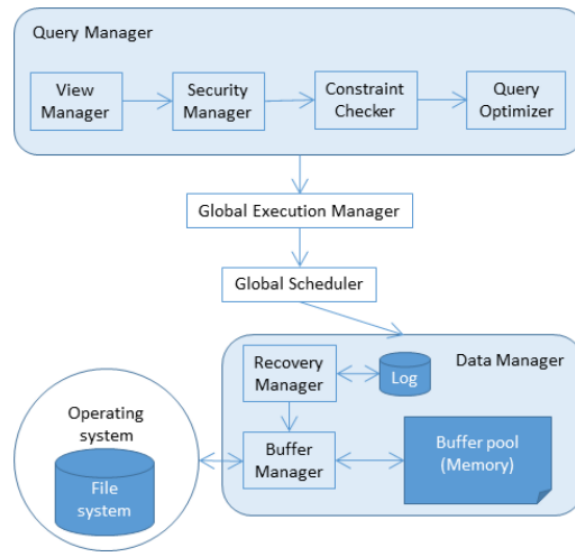 Query Manager
View
Manager
Security
Manager
Constraint
Checker
Query
Optimizer
Global Execution Manager
Global Scheduler
Recovery
Manager
Log
Data Manager
Operating
system
File
system
Buffer
Manager
Buffer pool
(Memory)